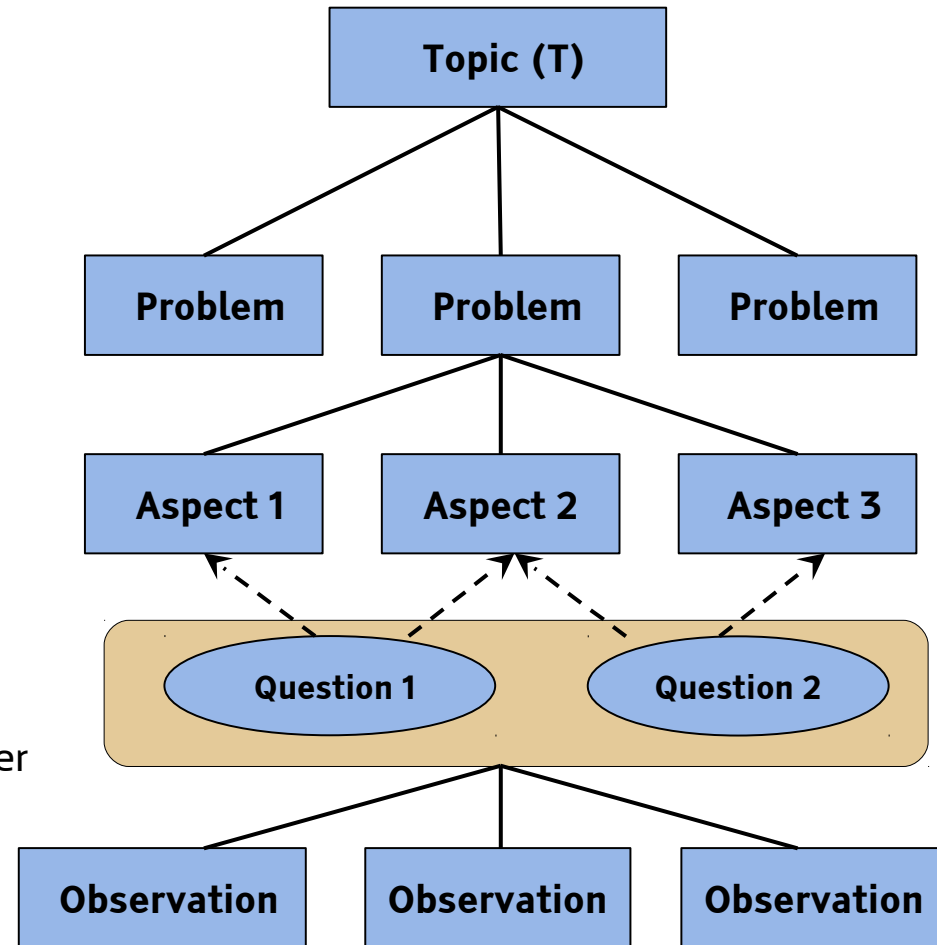 Topic (T)
Problem Problem Problem
Aspect 1 Aspect 2 Aspect 3
Question 1 Question 2
er
Observation Observation Observation